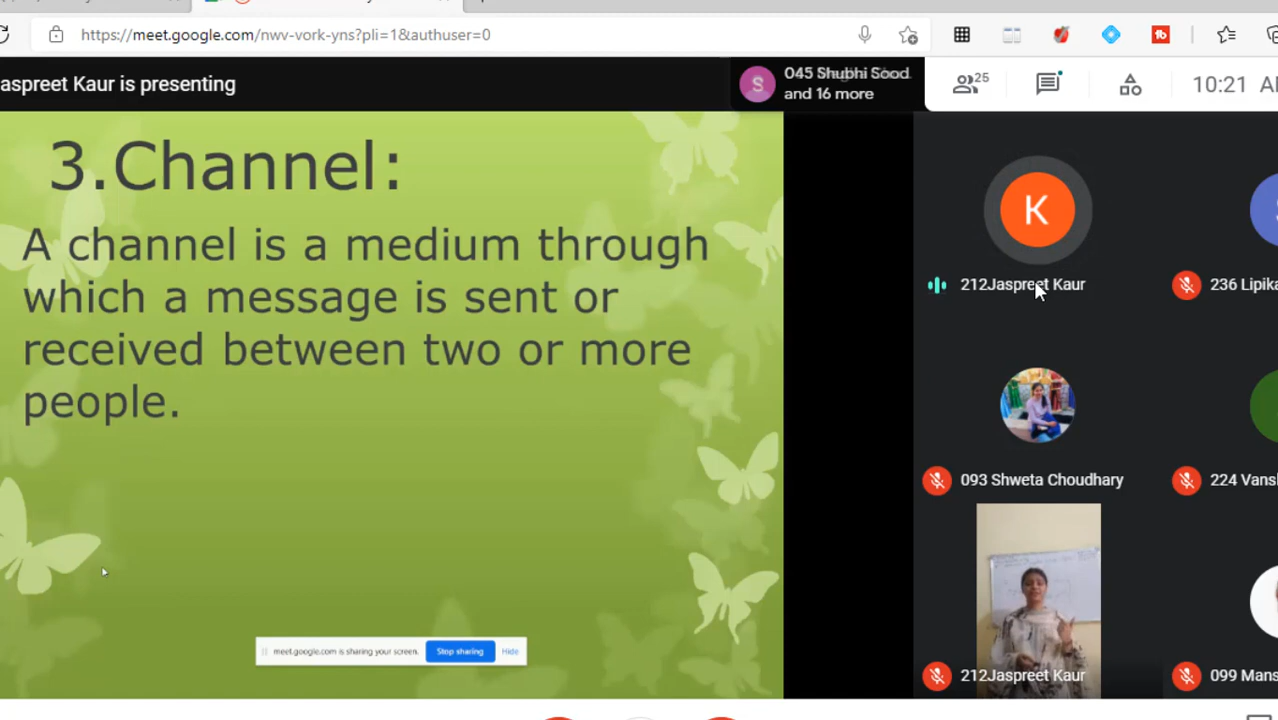 https://meet.google.com/nwv-vork-yns?pli=1&authuser=0
aspreet Kaur is presenting
S
045 Shubhi Sood
and 16 more
25
10:21
3.Channel:
A channel is a medium through
which a message is sent or
received between two or more
people.
K
212Jaspreet Kaur
236 Lipika
093 Shweta Choudhary
224 Vansh
meet.google.com is sharing your screen.
Stop sharing
Hide
212Jaspreet Kaur
099 Mans